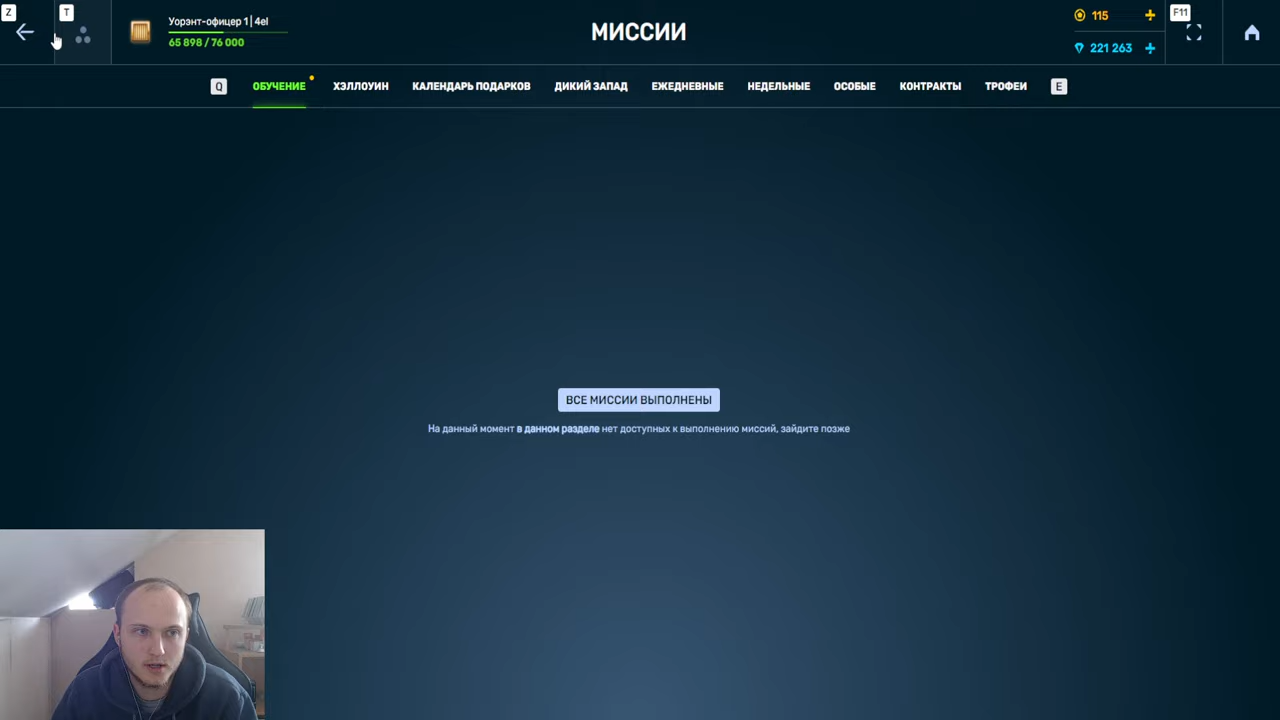 Z
T
Уорэнт-офицер 1 | 4el
65 898 / 76 000
МИССИИ
115
221 263
F11
Q
ОБУЧЕНИЕ
ХЭЛЛОУИН
КАЛЕНДАРЬ ПОДАРКОВ
ДИКИЙ ЗАПАД
ЕЖЕДНЕВНЫЕ
НЕДЕЛЬНЫЕ
ОСОБЫЕ
КОНТРАКТЫ
ТРОФЕИ
E
ВСЕ МИССИИ ВЫПОЛНЕНЫ
На данный момент в данном разделе нет доступных к выполнению миссий, зайдите позже